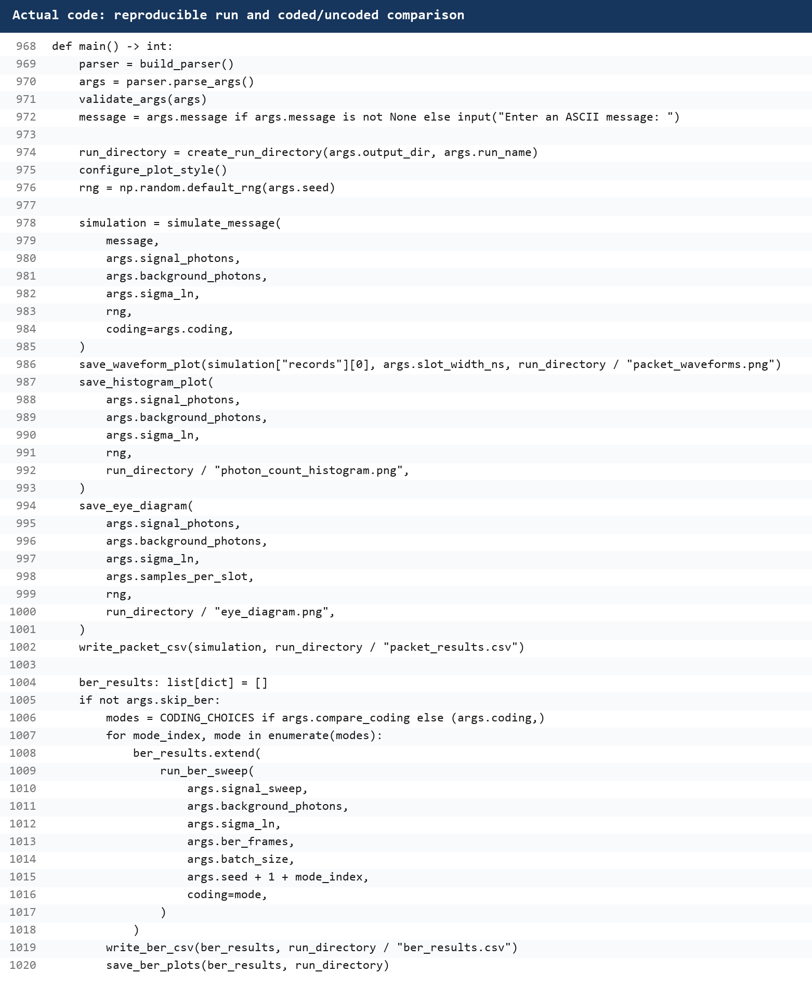 Actual code: reproducible run and coded/uncoded comparison
968 def main() -> int:
969     parser = build_parser()
970     args = parser.parse_args()
971     validate_args(args)
972     message = args.message if args.message is not None else input("Enter an ASCII message: ")
973
974     run_directory = create_run_directory(args.output_dir, args.run_name)
975     configure_plot_style()
976     rng = np.random.default_rng(args.seed)
977
978     simulation = simulate_message(
979         message,
980         args.signal_photons,
981         args.background_photons,
982         args.sigma_ln,
983         rng,
984         coding=args.coding,
985     )
986     save_waveform_plot(simulation["records"][0], args.slot_width_ns, run_directory / "packet_waveforms.png")
987     save_histogram_plot(
988         args.signal_photons,
989         args.background_photons,
990         args.sigma_ln,
991         rng,
992         run_directory / "photon_count_histogram.png",
993     )
994     save_eye_diagram(
995         args.signal_photons,
996         args.background_photons,
997         args.sigma_ln,
998         args.samples_per_slot,
999         rng,
1000         run_directory / "eye_diagram.png",
1001     )
1002     write_packet_csv(simulation, run_directory / "packet_results.csv")
1003
1004     ber_results: list[dict] = []
1005     if not args.skip_ber:
1006         modes = CODING_CHOICES if args.compare_coding else (args.coding,)
1007         for mode_index, mode in enumerate(modes):
1008             ber_results.extend(
1009                 run_ber_sweep(
1010                     args.signal_sweep,
1011                     args.background_photons,
1012                     args.sigma_ln,
1013                     args.ber_frames,
1014                     args.batch_size,
1015                     args.seed + 1 + mode_index,
1016                     coding=mode,
1017                 )
1018             )
1019         write_ber_csv(ber_results, run_directory / "ber_results.csv")
1020         save_ber_plots(ber_results, run_directory)